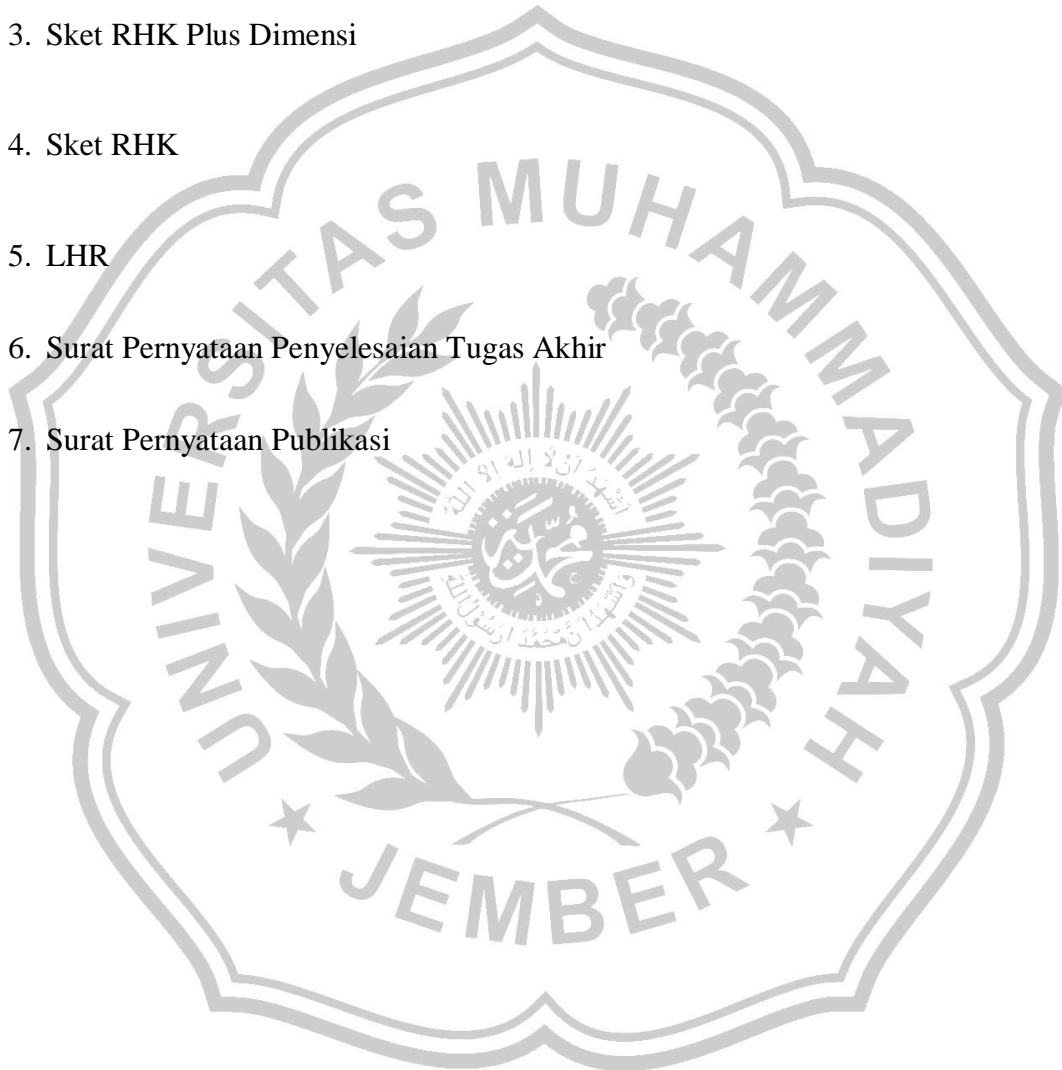 3. Sket RHK Plus Dimensi
4. Sket RHK
5. LHR
6. Surat Pernyataan Penyelesaian Tugas Akhir
7. Surat Pernyataan Publikasi
UNIVERSITAS MUHAMMADIYAH
JEMBER